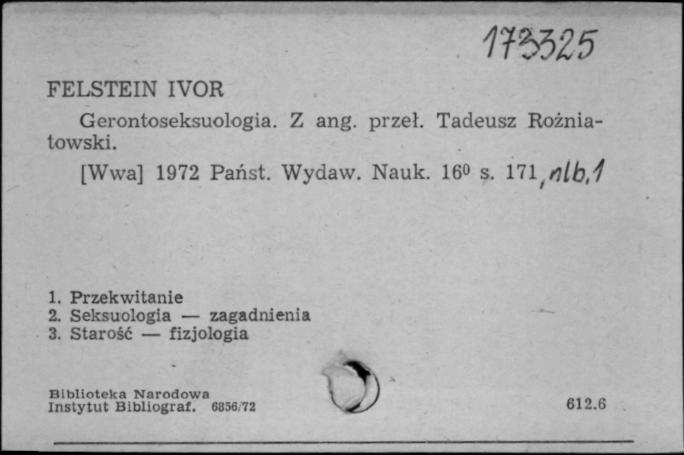 173325
FELSTEIN IVOR
Gerontoseksuologia. Z ang. przeł. Tadeusz Rożnia-
towski.
[Wwa] 1972 Państ. Wydaw. Nauk. 16⁰ s. 171, nlb. 1
1. Przekwitanie
2. Seksuologia — zagadnienia
3. Starość — fizjologia
Biblioteka Narodowa
Instytut Bibliograf. 6856/72
612.6